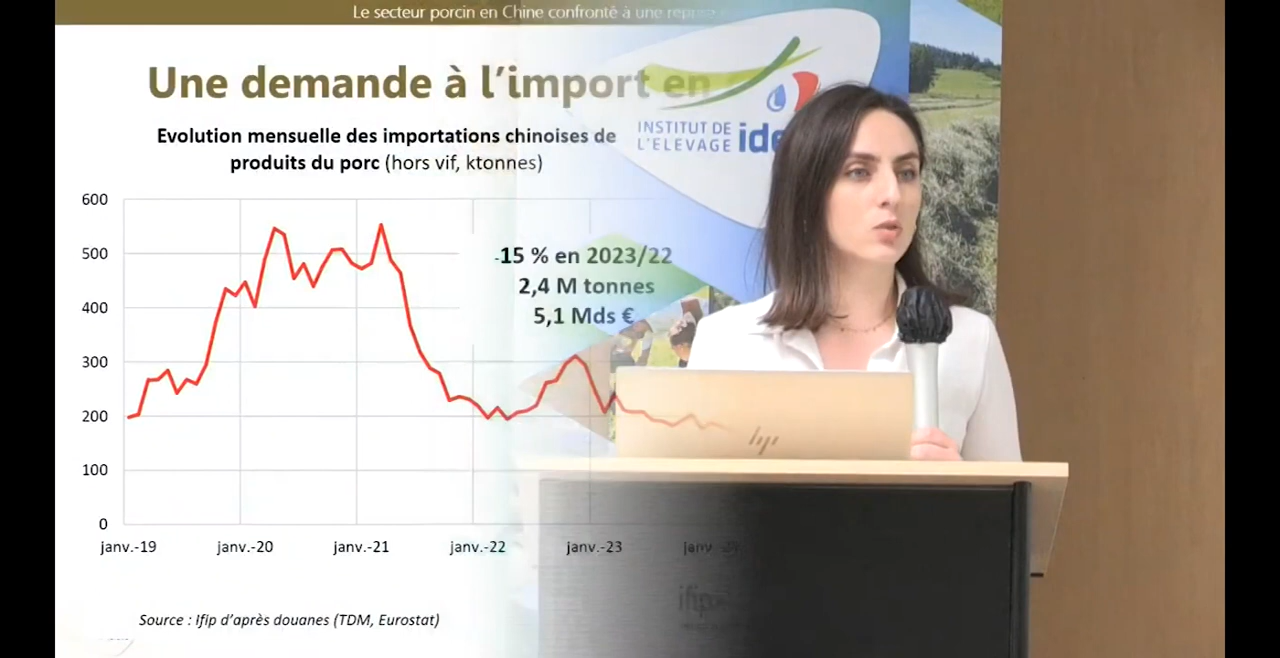 Le secteur porcin en Chine confronté à une reprise
Une demande à l’import en
Evolution mensuelle des importations chinoises de
produits du porc (hors vif, ktonnes)
INSTITUT DE
L'ELEVAGE
600
500
400
300
200
100
0
-15 % en 2023/22
2,4 M tonnes
5,1 Mds €
hp
janv.-19
janv.-20
janv.-21
janv.-22
janv.-23
ifip
Source : Ifip d’après douanes (TDM, Eurostat)